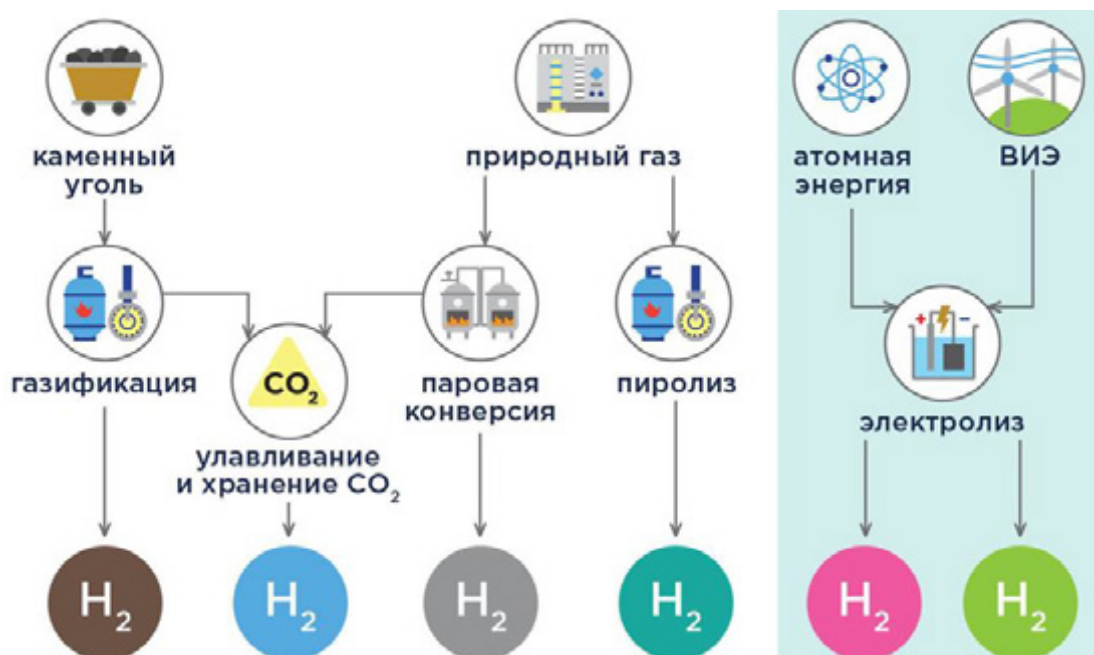 каменный
уголь
природный газ
атомная
энергия
ВИЭ
газификация
CO₂
улавливание
и хранение CO₂
паровая
конверсия
пиролиз
+ −
электролиз
H₂
H₂
H₂
H₂
H₂
H₂